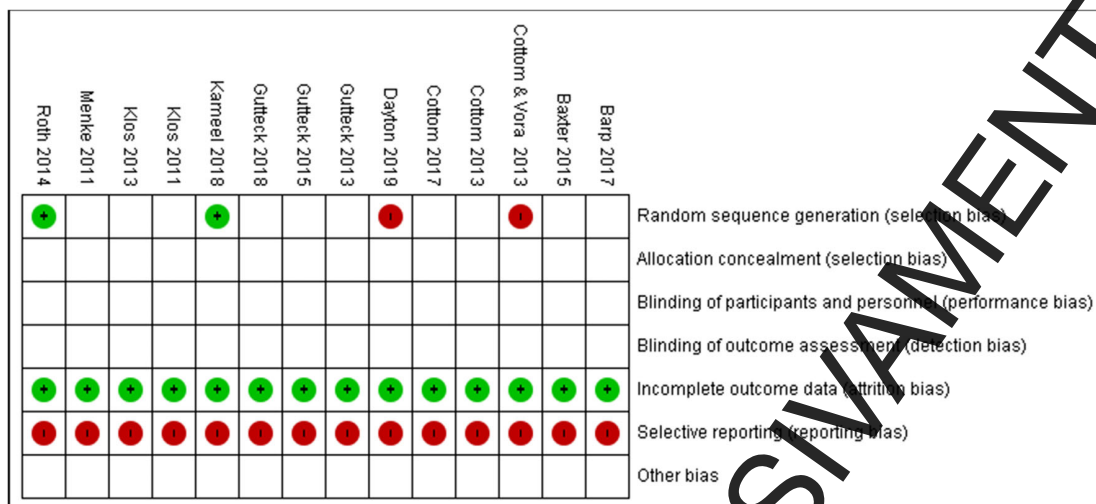 Roth 2014
Menke 2011
Klos 2013
Klos 2011
Kameel 2018
Gutteck 2018
Gutteck 2015
Gutteck 2013
Dayton 2019
Cottom 2017
Cottom 2013
Cottom & Vora 2013
Baxter 2015
Barp 2017
+ + - - Random sequence generation (selection bias)
Allocation concealment (selection bias)
Blinding of participants and personnel (performance bias)
Blinding of outcome assessment (detection bias)
+ + + + + + + + + + + + + + Incomplete outcome data (attrition bias)
- - - - - - - - - - - - - - Selective reporting (reporting bias)
Other bias
SIVAMENT